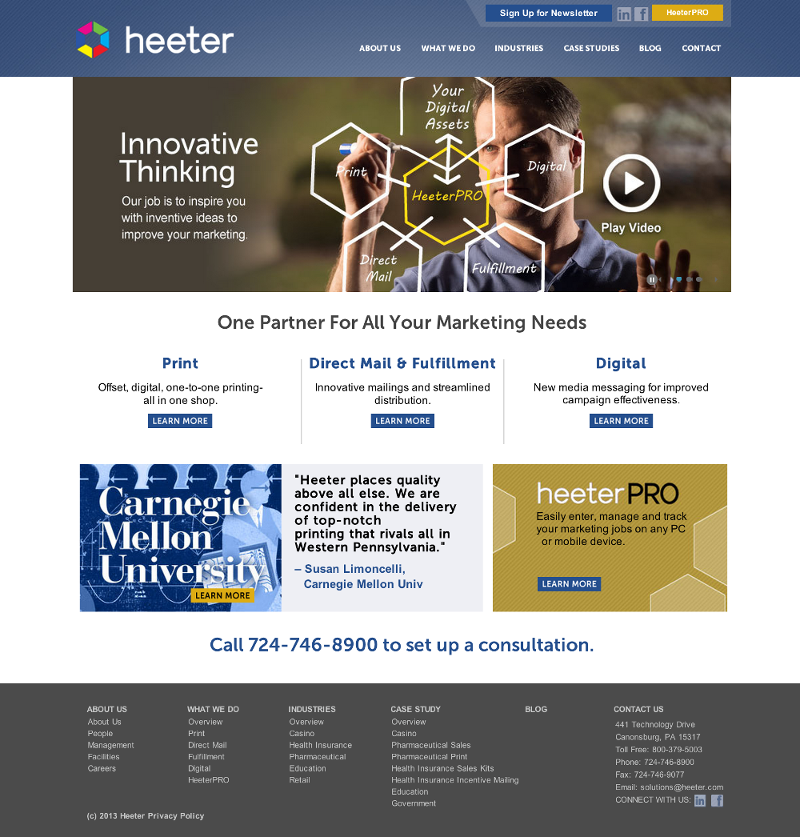 Sign Up for Newsletter
in f
HeeterPRO
heeter
ABOUT US WHAT WE DO INDUSTRIES CASE STUDIES BLOG CONTACT
Innovative
Thinking
Our job is to inspire you
with inventive ideas to
improve your marketing.
Your
Digital
Assets
Print
Digital
HeeterPRO
Direct
Mail
Fulfillment
Play Video
One Partner For All Your Marketing Needs
Print
Offset, digital, one-to-one printing-
all in one shop.
LEARN MORE
Direct Mail & Fulfillment
Innovative mailings and streamlined
distribution.
LEARN MORE
Digital
New media messaging for improved
campaign effectiveness.
LEARN MORE
Carnegie
Mellon
University
LEARN MORE
"Heeter places quality
above all else. We are
confident in the delivery
of top-notch
printing that rivals all in
Western Pennsylvania."
– Susan Limoncelli,
Carnegie Mellon Univ
heeterPRO
Easily enter, manage and track
your marketing jobs on any PC
or mobile device.
LEARN MORE
Call 724-746-8900 to set up a consultation.
ABOUT US
About Us
People
Management
Facilities
Careers
WHAT WE DO
Overview
Print
Direct Mail
Fulfillment
Digital
HeeterPRO
INDUSTRIES
Overview
Casino
Health Insurance
Pharmaceutical
Education
Retail
CASE STUDY
Overview
Casino
Pharmaceutical Sales
Pharmaceutical Print
Health Insurance Sales Kits
Health Insurance Incentive Mailing
Education
Government
BLOG
CONTACT US
441 Technology Drive
Canonsburg, PA 15317
Toll Free: 800-379-5003
Phone: 724-746-8900
Fax: 724-746-9077
Email: solutions@heeter.com
CONNECT WITH US: in f
(c) 2013 Heeter Privacy Policy